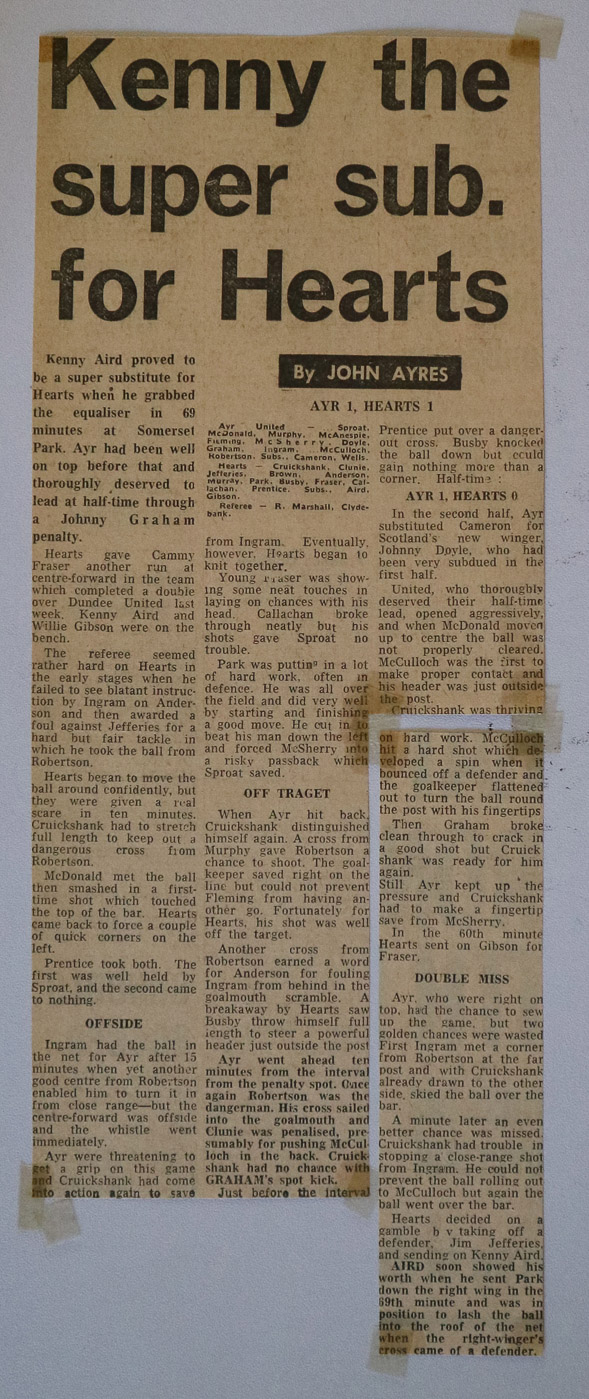 Kenny the
super sub.
for Hearts
Kenny Aird proved to
be a super substitute for
Hearts when he grabbed
the equaliser in 69
minutes at Somerset
Park. Ayr had been well
on top before that and
thoroughly deserved to
lead at half-time through
a Johnny Graham
penalty.
Hearts gave Cammy
Fraser another run at
centre-forward in the team
which completed a double
over Dundee United last
week. Kenny Aird and
Willie Gibson were on the
bench.
The referee seemed
rather hard on Hearts in
the early stages when he
failed to see blatant instruc-
tion by Ingram on Ander-
son and then awarded a
foul against Jefferies for a
hard but fair tackle in
which he took the ball from
Robertson.
Hearts began to move the
ball around confidently, but
they were given a real
scare in ten minutes.
Cruickshank had to stretch
full length to keep out a
dangerous cross from
Robertson.
McDonald met the ball
then smashed in a first-
time shot which touched
the top of the bar. Hearts
came back to force a couple
of quick corners on the
left.
Prentice took both. The
first was well held by
Sproat, and the second came
to nothing.
OFFSIDE
Ingram had the ball in
the net for Ayr after 15
minutes when yet another
good centre from Robertson
enabled him to turn it in
from close range—but the
centre-forward was offside
and the whistle went
immediately.
Ayr were threatening to
get a grip on this game
and Cruickshank had come
into action again to save
By JOHN AYRES
AYR 1, HEARTS 1
Ayr United — Sproat,
McDonald, Murphy, McAnespie,
Fleming, McSherry, Doyle,
Graham, Ingram, McCulloch,
Robertson. Subs., Cameron, Wells.
Hearts — Cruickshank, Clunie,
Jefferies, Brown, Anderson,
Murray, Park, Busby, Fraser, Cal-
lachan, Prentice. Subs., Aird,
Gibson.
Referee — R. Marshall, Clyde-
bank.
from Ingram. Eventually,
however, Hearts began to
knit together.
Young Fraser was show-
ing some neat touches in
laying on chances with his
head. Callachan broke
through neatly but his
shots gave Sproat no
trouble.
Park was putting in a lot
of hard work, often in
defence. He was all over
the field and did very well
by starting and finishing
a good move. He cut in to
beat his man down the left
and forced McSherry into
a risky passback which
Sproat saved.
OFF TRAGET
When Ayr hit back,
Cruickshank distinguished
himself again. A cross from
Murphy gave Robertson a
chance to shoot. The goal-
keeper saved right on the
line but could not prevent
Fleming from having an-
other go. Fortunately for
Hearts, his shot was well
off the target.
Another cross from
Robertson earned a word
for Anderson for fouling
Ingram from behind in the
goalmouth scramble. A
breakaway by Hearts saw
Busby throw himself full
length to steer a powerful
header just outside the post
Ayr went ahead ten
minutes from the interval
from the penalty spot. Once
again Robertson was the
dangerman. His cross sailed
into the goalmouth and
Clunie was penalised, pre-
sumably for pushing McCul-
loch in the back. Cruick-
shank had no chance with
GRAHAM's spot kick.
Just before the interval
Prentice put over a danger-
out cross. Busby knocked
the ball down but could
gain nothing more than a
corner. Half-time :
AYR 1, HEARTS 0
In the second half, Ayr
substituted Cameron for
Scotland's new winger,
Johnny Doyle, who had
been very subdued in the
first half.
United, who thoroughly
deserved their half-time
lead, opened aggressively,
and when McDonald moved
up to centre the ball was
not properly cleared.
McCulloch was the first to
make proper contact and
his header was just outside
the post.
Cruickshank was thriving
on hard work. McCulloch
hit a hard shot which de-
veloped a spin when it
bounced off a defender and
the goalkeeper flattened
out to turn the ball round
the post with his fingertips
Then Graham broke
clean through to crack in
a good shot but Cruick
shank was ready for him
again.
Still Ayr kept up the
pressure and Cruickshank
had to make a fingertip
save from McSherry.
In the 60th minute
Hearts sent on Gibson for
Fraser.
DOUBLE MISS
Ayr, who were right on
top, had the chance to sew
up the game, but two
golden chances were wasted
First Ingram met a corner
from Robertson at the far
post and with Cruickshank
already drawn to the other
side, skied the ball over the
bar.
A minute later an even
better chance was missed.
Cruickshank had trouble in
stopping a close-range shot
from Ingram. He could not
prevent the ball rolling out
to McCulloch but again the
ball went over the bar.
Hearts decided on a
gamble by taking off a
defender, Jim Jefferies,
and sending on Kenny Aird.
AIRD soon showed his
worth when he sent Park
down the right wing in the
69th minute and was in
position to lash the ball
into the roof of the net
when the right-winger's
cross came of a defender.